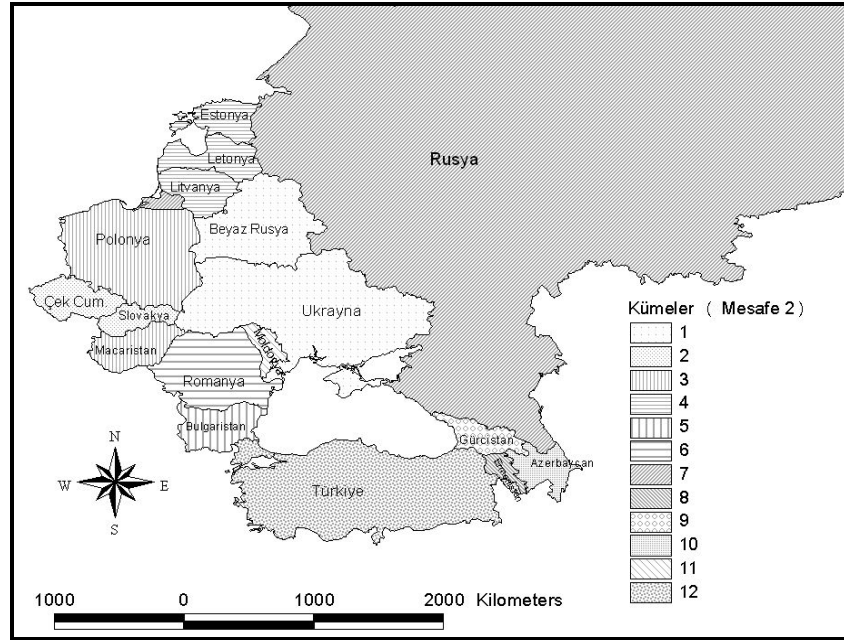 Estonya
Letonya
Litvanya
Rusya
Beyaz Rusya
Polonya
Çek Cum.
Slovakya
Ukrayna
Macaristan
Moldova
Romanya
Bulgaristan
Gürcistan
Azerbaycan
Ermenistan
Türkiye
N
W E
S
Kümeler ( Mesafe 2 )
1
2
3
4
5
6
7
8
9
10
11
12
1000 0 1000 2000 Kilometers